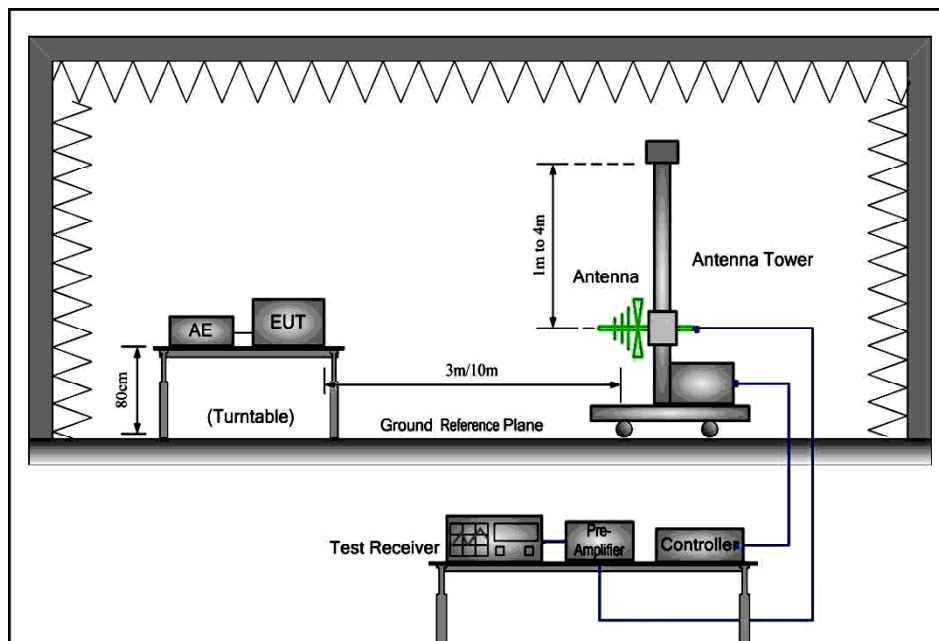 1m to 4m
Antenna Tower
Antenna
AE
EUT
3m/10m
80cm
(Turntable)
Ground Reference Plane
Test Receiver
Pre-
Amplifier
Controller